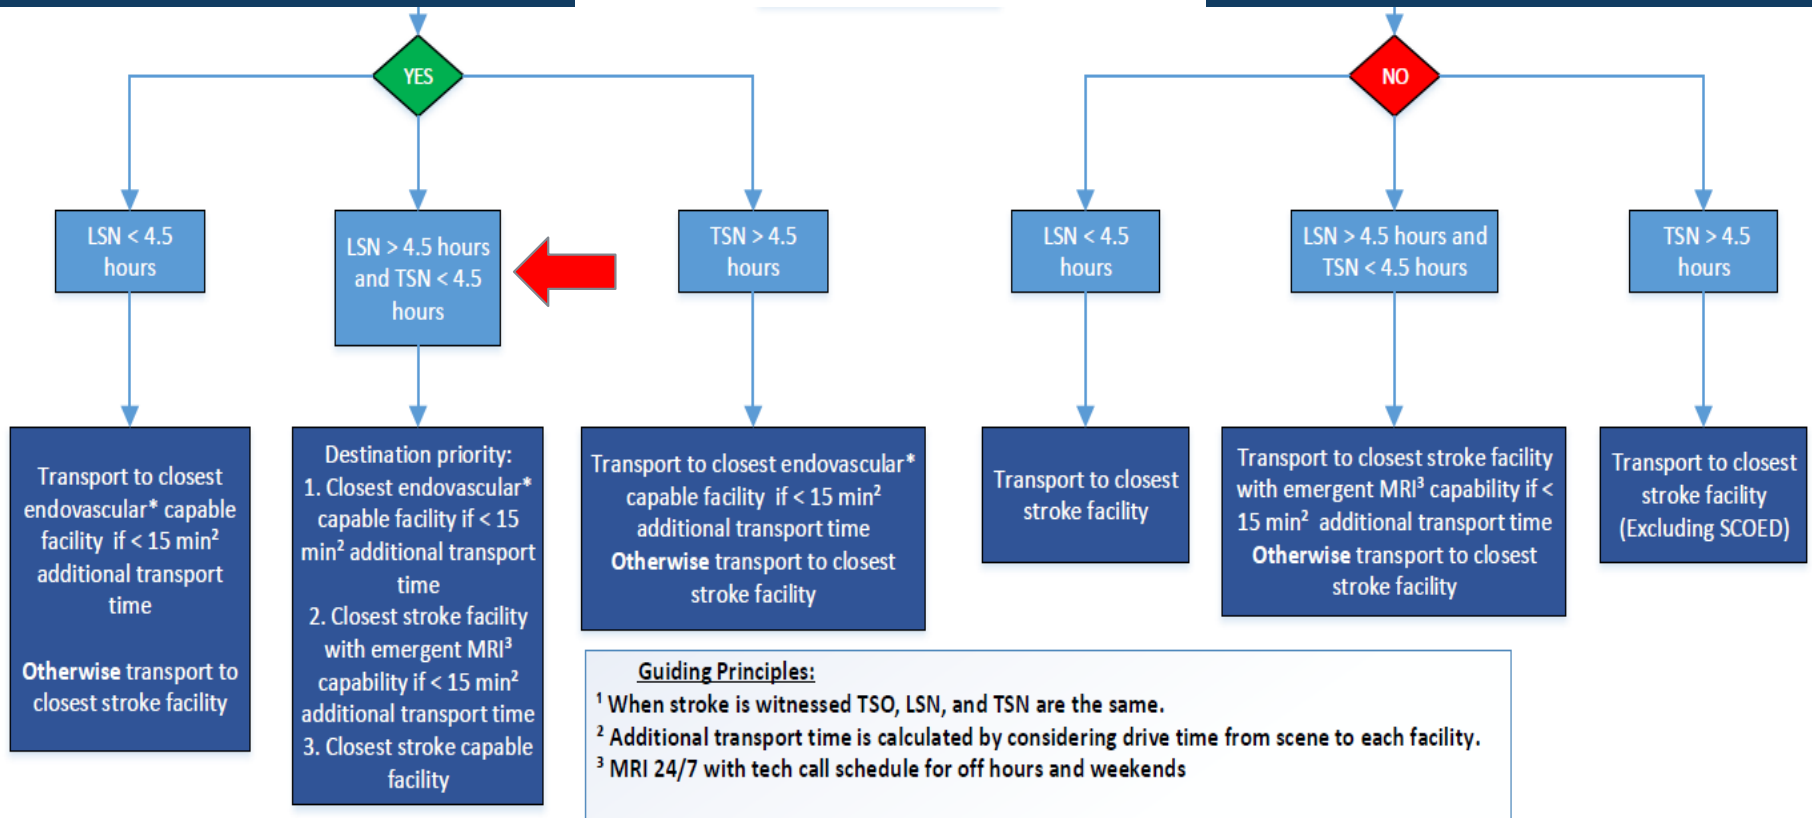 YES
NO
LSN < 4.5
hours
LSN > 4.5 hours
and TSN < 4.5
hours
TSN > 4.5
hours
LSN < 4.5
hours
LSN > 4.5 hours and
TSN < 4.5 hours
TSN > 4.5
hours
Transport to closest
endovascular* capable
facility if < 15 min²
additional transport
time
Otherwise transport to
closest stroke facility
Destination priority:
1. Closest endovascular*
capable facility if < 15
min² additional transport
time
2. Closest stroke facility
with emergent MRI³
capability if < 15 min²
additional transport time
3. Closest stroke capable
facility
Transport to closest endovascular*
capable facility if < 15 min²
additional transport time
Otherwise transport to closest
stroke facility
Transport to closest
stroke facility
Transport to closest stroke facility
with emergent MRI³ capability if <
15 min² additional transport time
Otherwise transport to closest
stroke facility
Transport to closest
stroke facility
(Excluding SCOED)
Guiding Principles:
¹ When stroke is witnessed TSO, LSN, and TSN are the same.
² Additional transport time is calculated by considering drive time from scene to each facility.
³ MRI 24/7 with tech call schedule for off hours and weekends